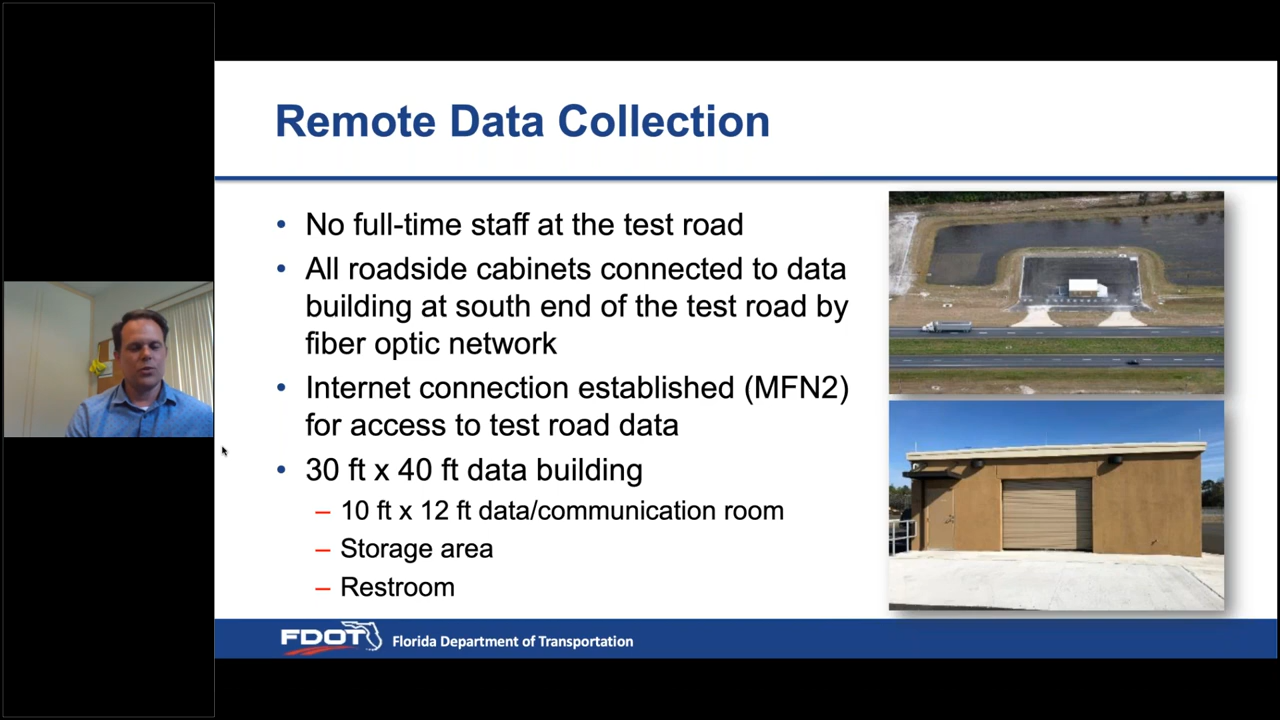 Remote Data Collection
• No full-time staff at the test road
• All roadside cabinets connected to data
building at south end of the test road by
fiber optic network
• Internet connection established (MFN2)
for access to test road data
• 30 ft x 40 ft data building
– 10 ft x 12 ft data/communication room
– Storage area
– Restroom
FDOT Florida Department of Transportation